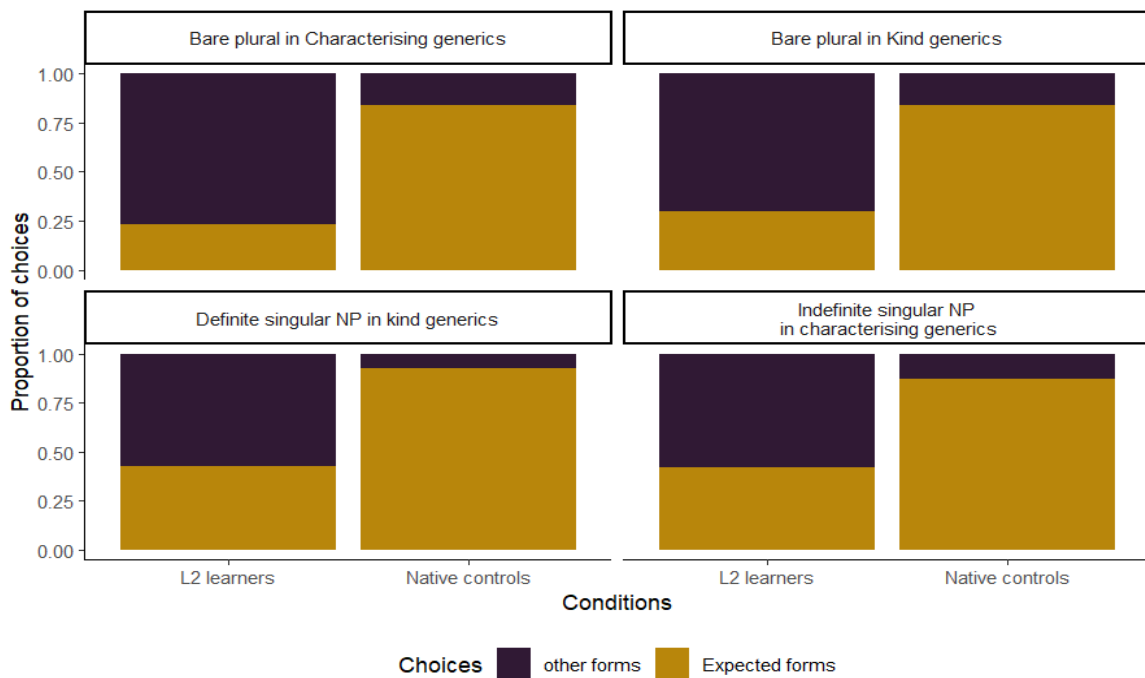 Bare plural in Characterising generics
Bare plural in Kind generics
1.00
0.75
0.50
0.25
0.00
Definite singular NP in kind generics
Indefinite singular NP
in characterising generics
1.00
0.75
0.50
0.25
0.00
Proportion of choices
L2 learners
Native controls
L2 learners
Native controls
Conditions
Choices
other forms
Expected forms